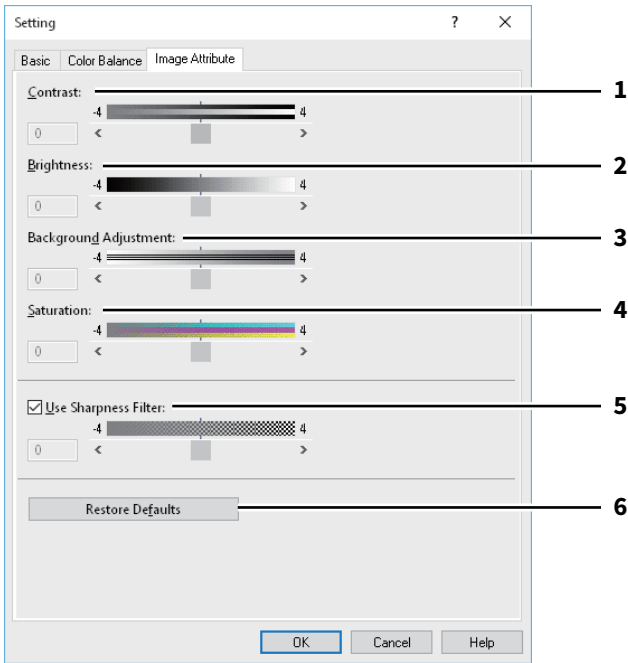 Setting ? ×
Basic Color Balance Image Attribute
Contrast: 1
-4 4
0 < >
Brightness: 2
-4 4
0 < >
Background Adjustment: 3
-4 4
0 < >
Saturation: 4
-4 4
0 < >
Use Sharpness Filter: 5
-4 4
0 < >
Restore Defaults 6
OK Cancel Help